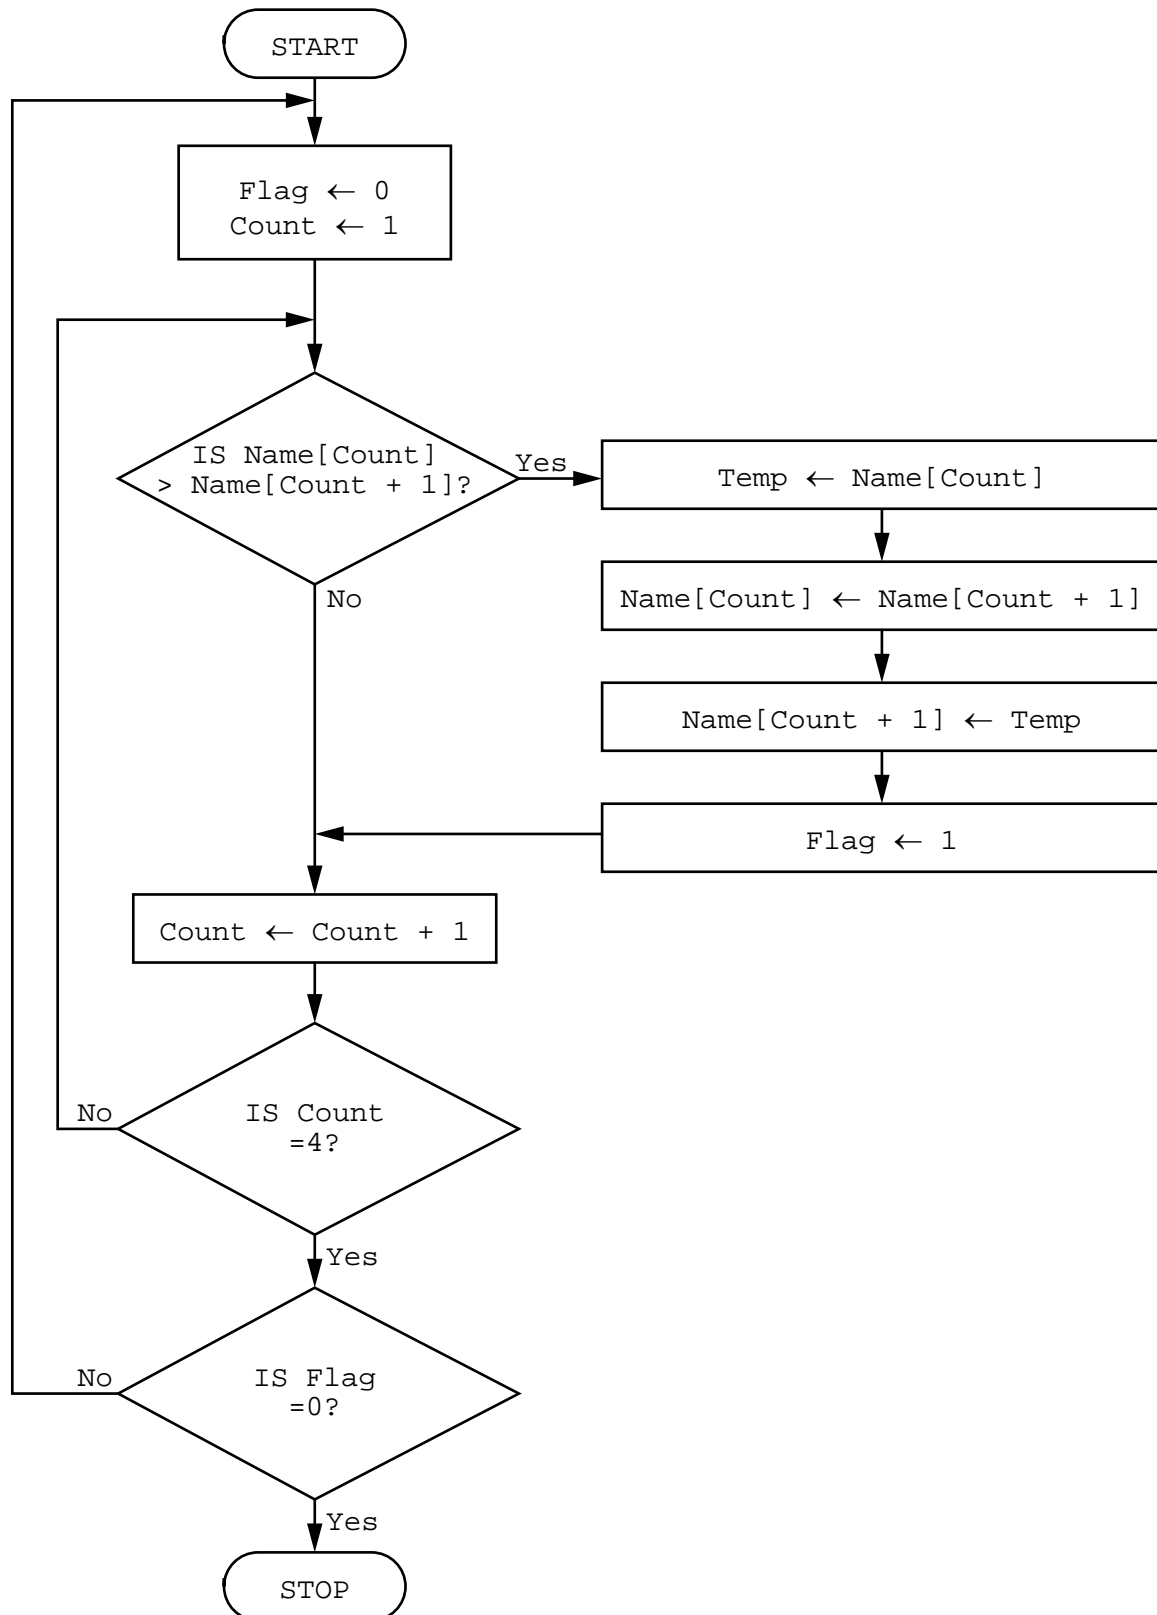 START
Flag ← 0
Count ← 1
IS Name[Count]
> Name[Count + 1]?
Yes
Temp ← Name[Count]
Name[Count] ← Name[Count + 1]
No
Name[Count + 1] ← Temp
Flag ← 1
Count ← Count + 1
No
IS Count
=4?
Yes
No
IS Flag
=0?
Yes
STOP